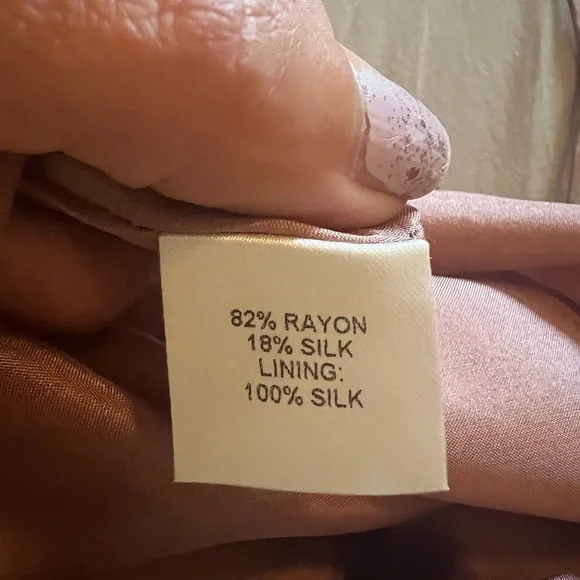 82% RAYON
18% SILK
LINING:
100% SILK